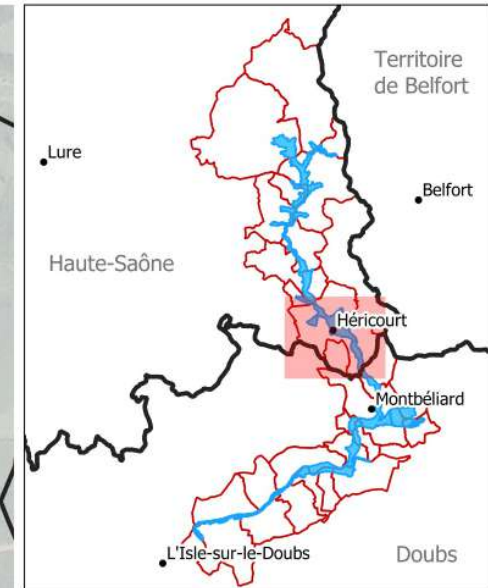 Territoire
de Belfort
Lure
Belfort
Haute-Saône
Héricourt
Montbéliard
L'Isle-sur-le-Doubs
Doubs